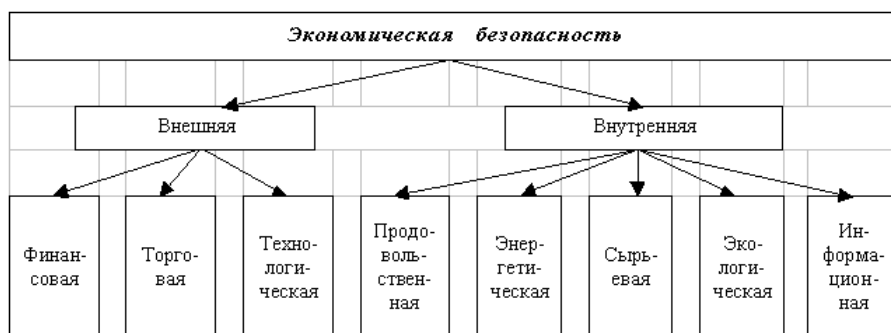 Экономическая безопасность
Внешняя
Внутренняя
Финан-
совая
Торго-
вая
Техно-
логи-
ческая
Продо-
воль-
ствен-
ная
Энер-
гети-
ческая
Сырь-
евая
Эко-
логи-
ческая
Ин-
форма-
цион-
ная